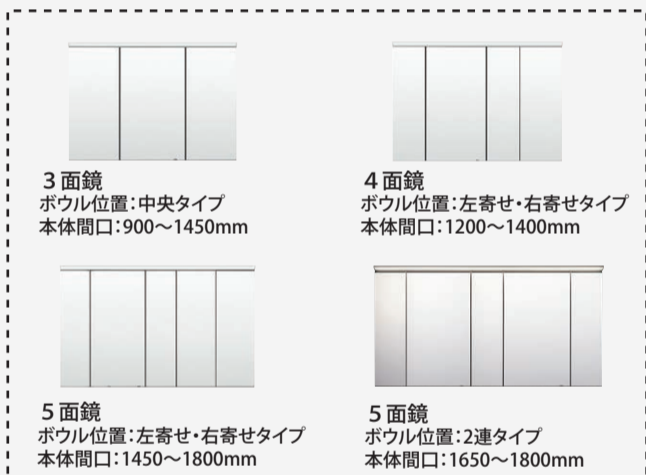 3面鏡
ボウル位置:中央タイプ
本体間口:900～1450mm
4面鏡
ボウル位置:左寄せ・右寄せタイプ
本体間口:1200～1400mm
5面鏡
ボウル位置:左寄せ・右寄せタイプ
本体間口:1450～1800mm
5面鏡
ボウル位置:2連タイプ
本体間口:1650～1800mm